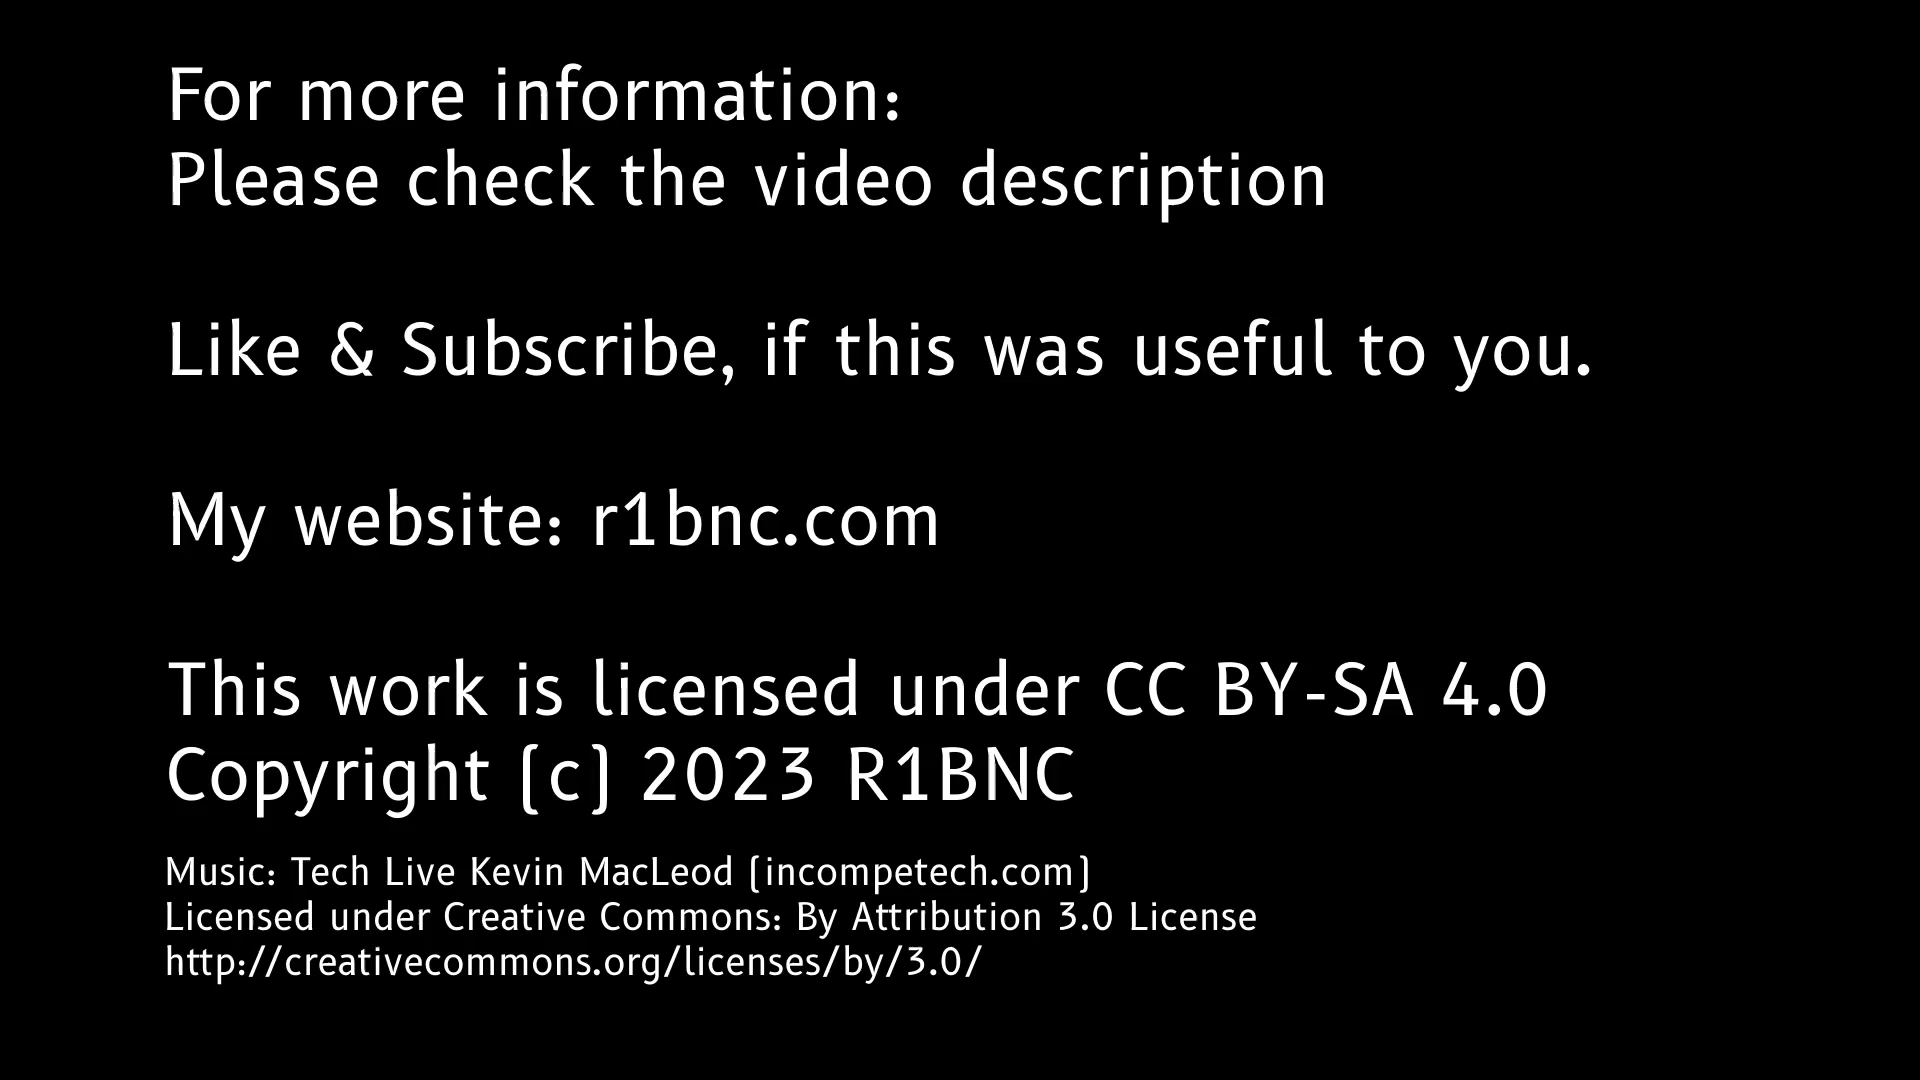 For more information:
Please check the video description
Like & Subscribe, if this was useful to you.
My website: r1bnc.com
This work is licensed under CC BY-SA 4.0
Copyright (c) 2023 R1BNC
Music: Tech Live Kevin MacLeod (incompetech.com)
Licensed under Creative Commons: By Attribution 3.0 License
http://creativecommons.org/licenses/by/3.0/